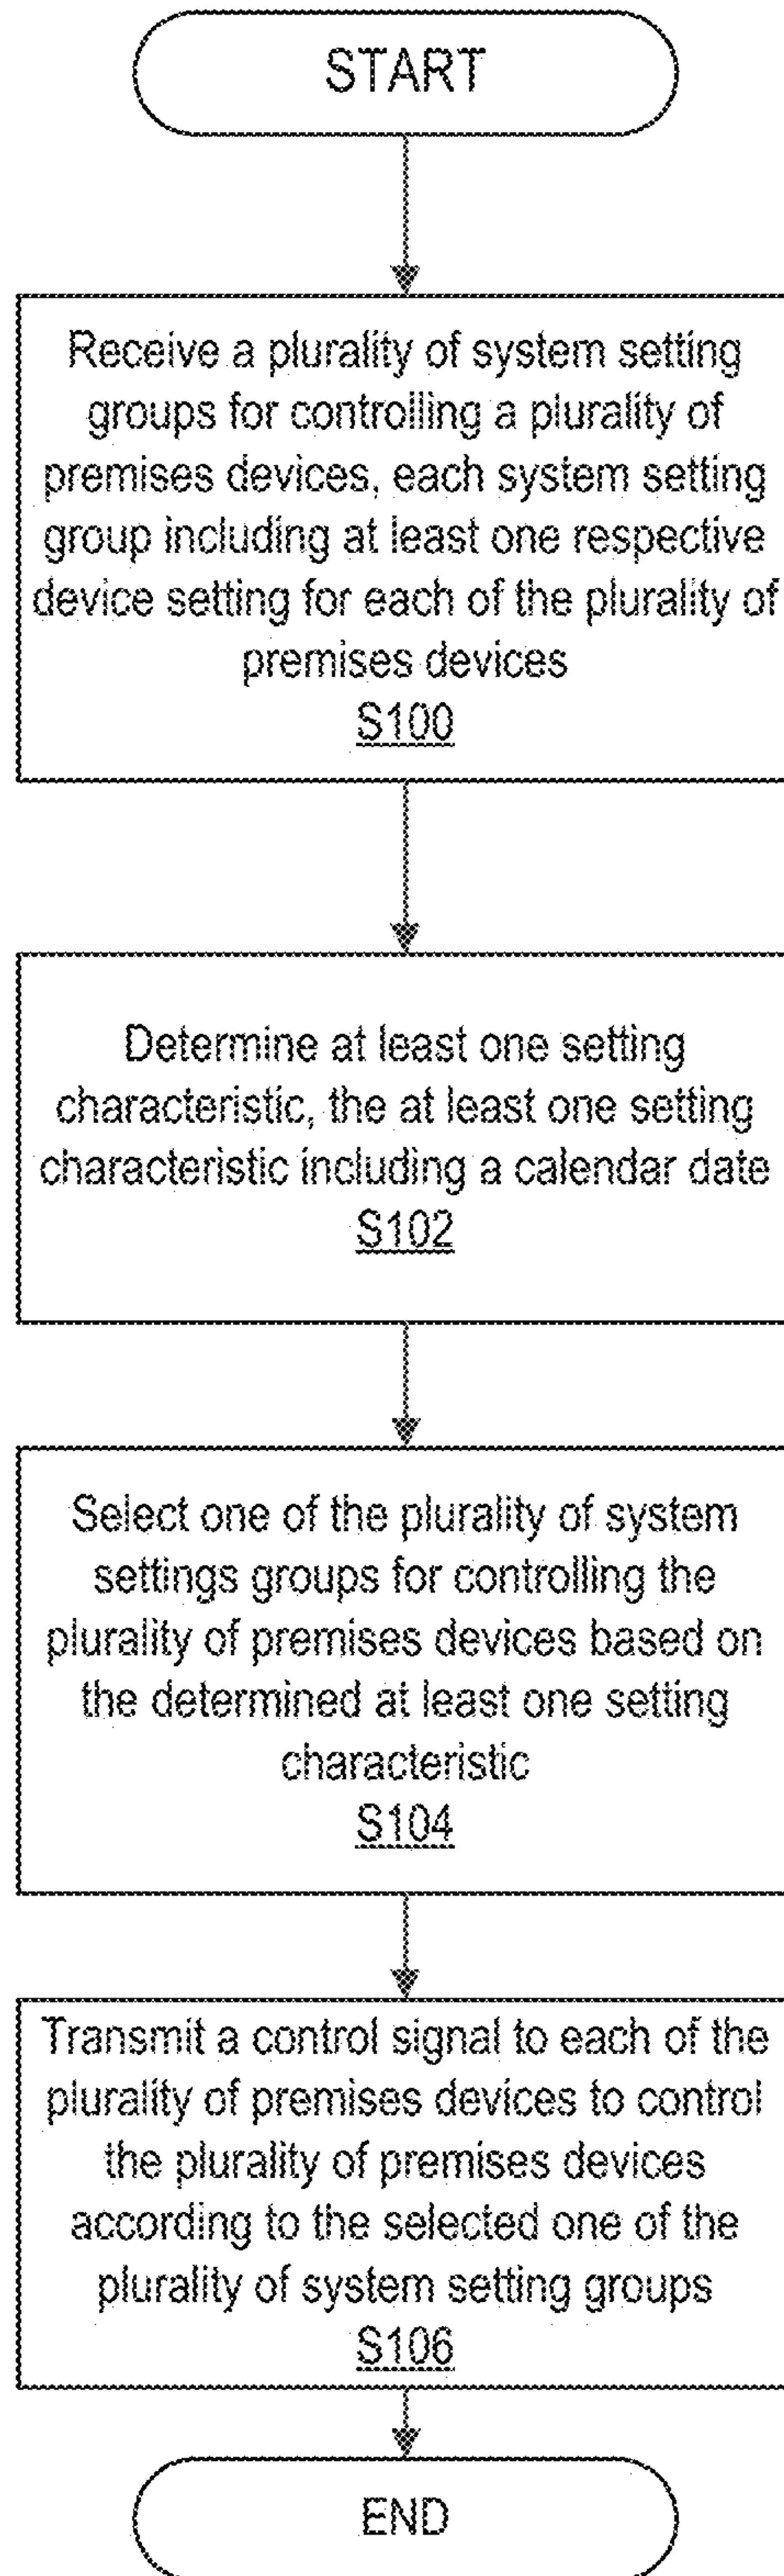 START
Receive a plurality of system setting
groups for controlling a plurality of
premises devices, each system setting
group including at least one respective
device setting for each of the plurality of
premises devices
S100
Determine at least one setting
characteristic, the at least one setting
characteristic including a calendar date
S102
Select one of the plurality of system
settings groups for controlling the
plurality of premises devices based on
the determined at least one setting
characteristic
S104
Transmit a control signal to each of the
plurality of premises devices to control
the plurality of premises devices
according to the selected one of the
plurality of system setting groups
S106
END